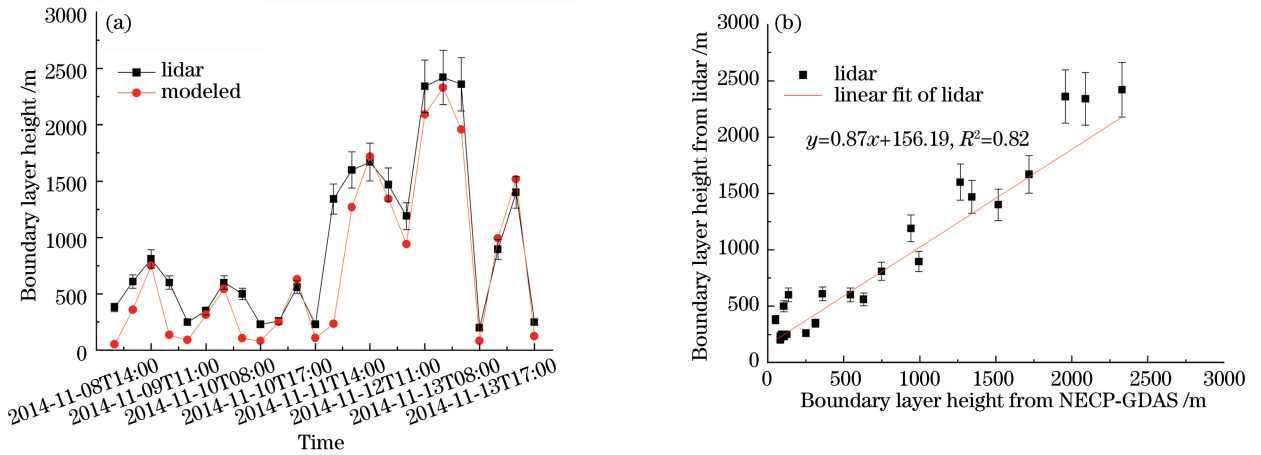 (a)
lidar
modeled
Boundary layer height /m
3000
2500
2000
1500
1000
500
0
2014-11-08T14:00
2014-11-09T11:00
2014-11-10T08:00
2014-11-10T17:00
2014-11-11T14:00
2014-11-12T11:00
2014-11-13T08:00
2014-11-13T17:00
Time
(b)
lidar
linear fit of lidar
y=0.87x+156.19, R²=0.82
Boundary layer height from lidar /m
3000
2500
2000
1500
1000
500
0
0 500 1000 1500 2000 2500 3000
Boundary layer height from NECP-GDAS /m